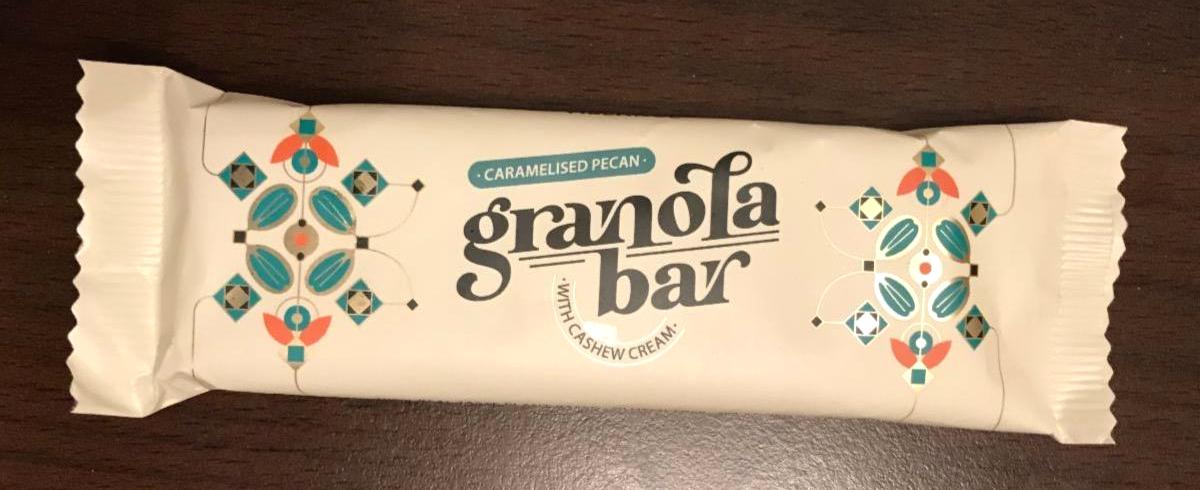 · CARAMELISED PECAN ·
granola
bar
· WITH CASHEW CREAM ·